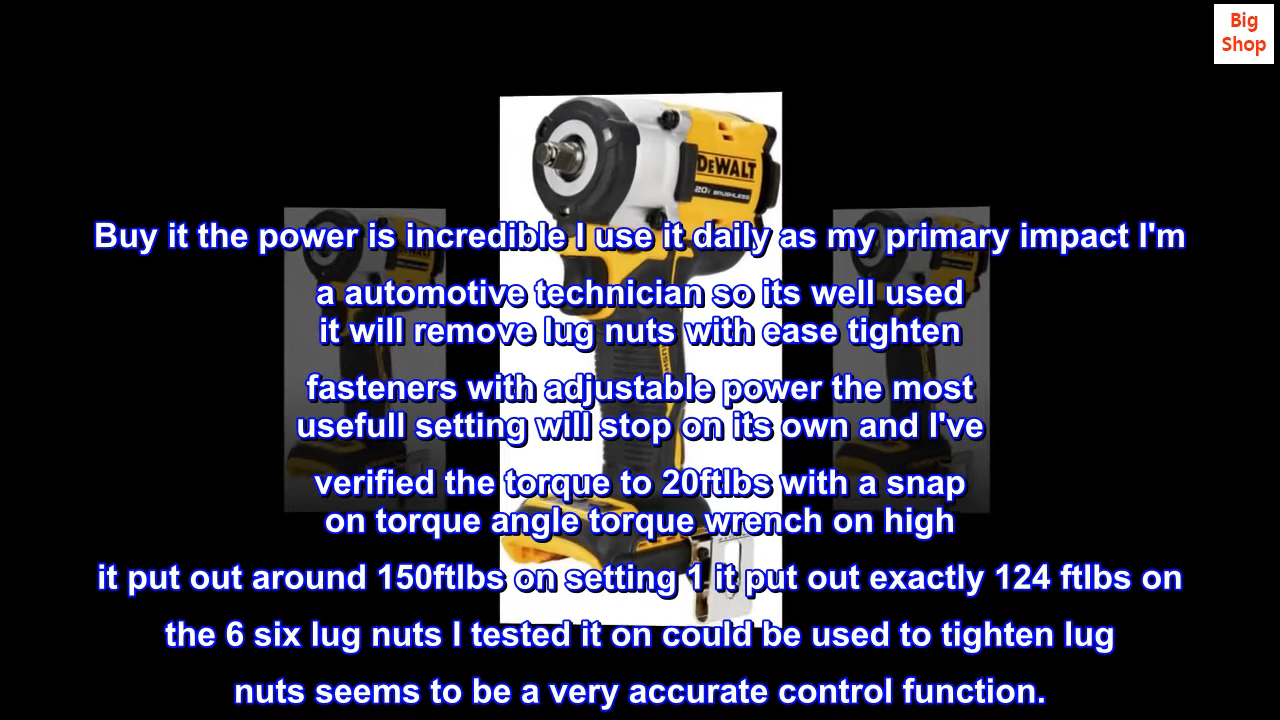 Big
Shop
DEWALT
20V BRUSHLESS
Buy it the power is incredible I use it daily as my primary impact I'm
a automotive technician so its well used
it will remove lug nuts with ease tighten
fasteners with adjustable power the most
usefull setting will stop on its own and I've
verified the torque to 20ftlbs with a snap
on torque angle torque wrench on high
it put out around 150ftlbs on setting 1 it put out exactly 124 ftlbs on
the 6 six lug nuts I tested it on could be used to tighten lug
nuts seems to be a very accurate control function.